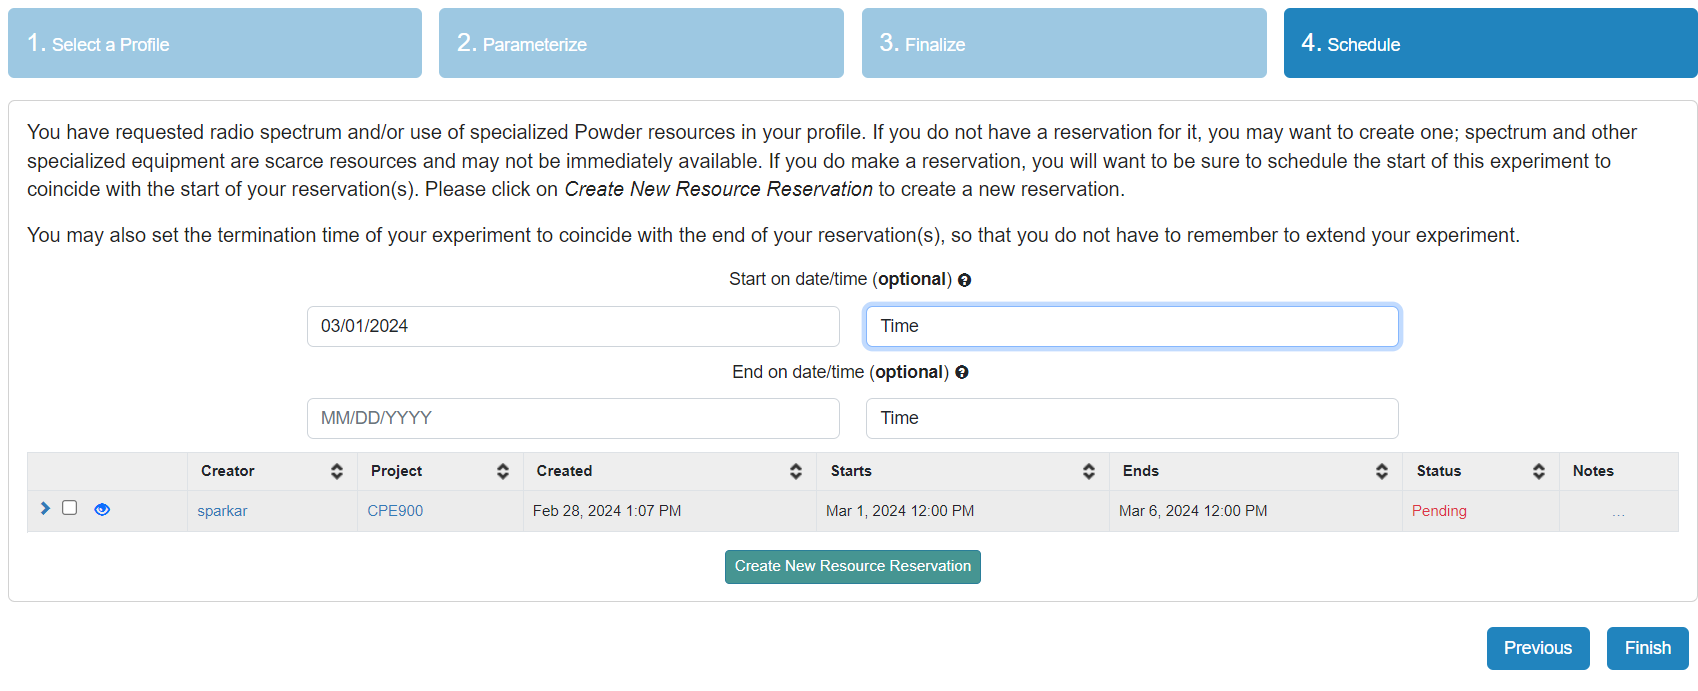 1. Select a Profile
2. Parameterize
3. Finalize
4. Schedule
You have requested radio spectrum and/or use of specialized Powder resources in your profile. If you do not have a reservation for it, you may want to create one; spectrum and other
specialized equipment are scarce resources and may not be immediately available. If you do make a reservation, you will want to be sure to schedule the start of this experiment to
coincide with the start of your reservation(s). Please click on Create New Resource Reservation to create a new reservation.
You may also set the termination time of your experiment to coincide with the end of your reservation(s), so that you do not have to remember to extend your experiment.
Start on date/time (optional) ?
03/01/2024 Time
End on date/time (optional) ?
MM/DD/YYYY Time
Creator Project Created Starts Ends Status Notes
sparkar CPE900 Feb 28, 2024 1:07 PM Mar 1, 2024 12:00 PM Mar 6, 2024 12:00 PM Pending ...
Create New Resource Reservation
Previous Finish